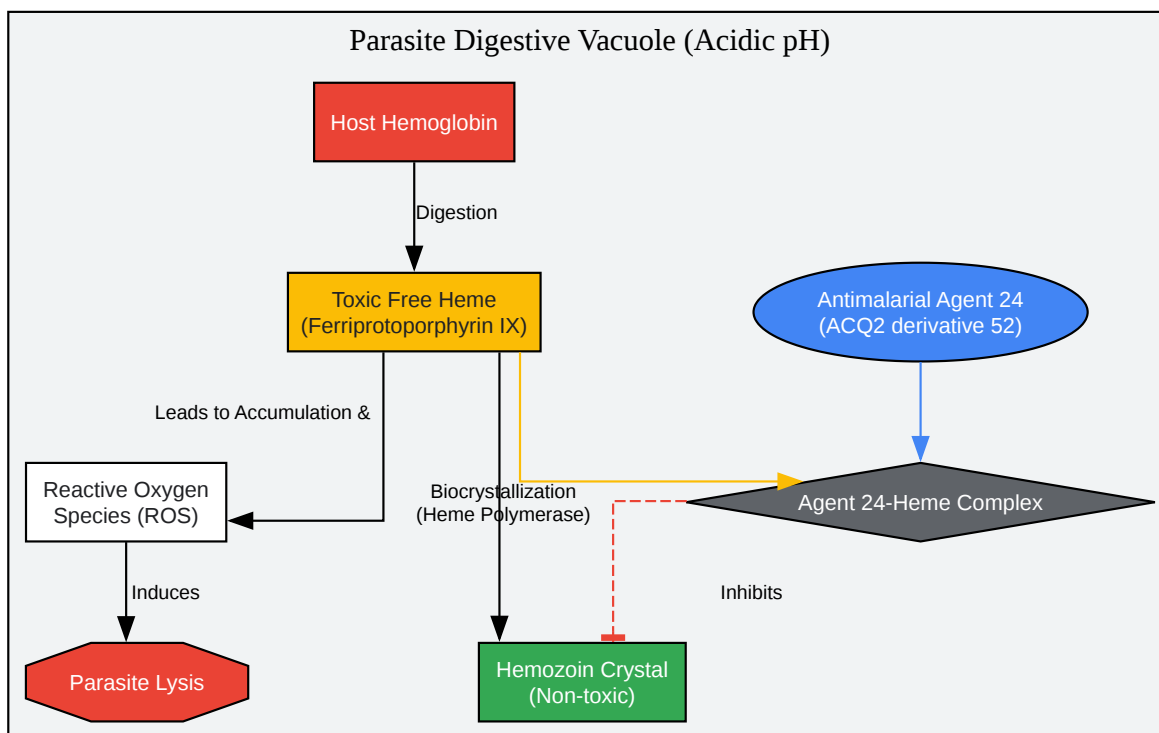 Parasite Digestive Vacuole (Acidic pH)
Host Hemoglobin
Digestion
Toxic Free Heme
(Ferriprotoporphyrin IX)
Antimalarial Agent 24
(ACQ2 derivative 52)
Leads to Accumulation &
Reactive Oxygen
Species (ROS)
Biocrystallization
(Heme Polymerase)
Agent 24-Heme Complex
Induces
Inhibits
Parasite Lysis
Hemozoin Crystal
(Non-toxic)